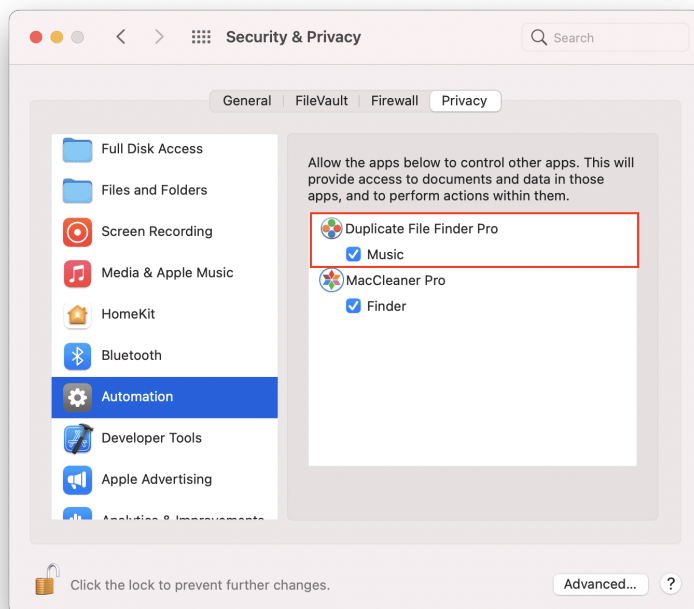 Security & Privacy
Search
General
FileVault
Firewall
Privacy
Full Disk Access
Files and Folders
Screen Recording
Media & Apple Music
HomeKit
Bluetooth
Automation
Developer Tools
Apple Advertising
Analytics & Improvements
Allow the apps below to control other apps. This will
provide access to documents and data in those
apps, and to perform actions within them.
Duplicate File Finder Pro
Music
MacCleaner Pro
Finder
Click the lock to prevent further changes.
Advanced...
?